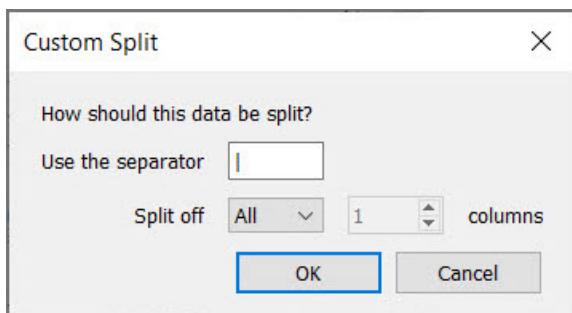 Custom Split
How should this data be split?
Use the separator |
Split off All 1 columns
OK Cancel